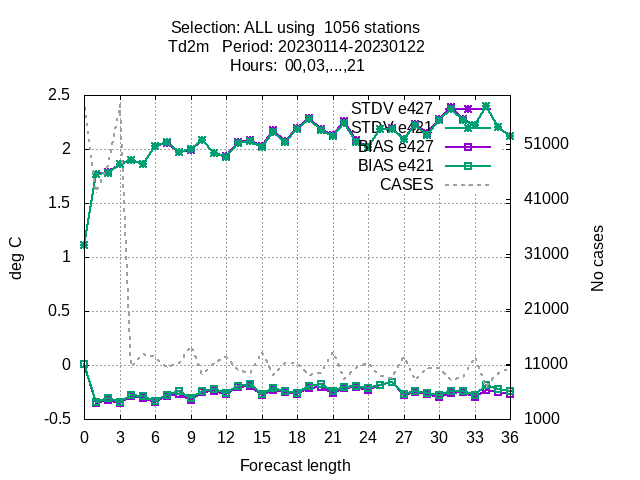 Selection: ALL using  1056 stations
Td2m   Period: 20230114-20230122
Hours:  00,03,...,21
2.5
2
1.5
1
0.5
0
-0.5
deg C
STDV e427
STDV e421
BIAS e427
BIAS e421
CASES
51000
41000
31000
21000
11000
1000
No cases
0 3 6 9 12 15 18 21 24 27 30 33 36
Forecast length